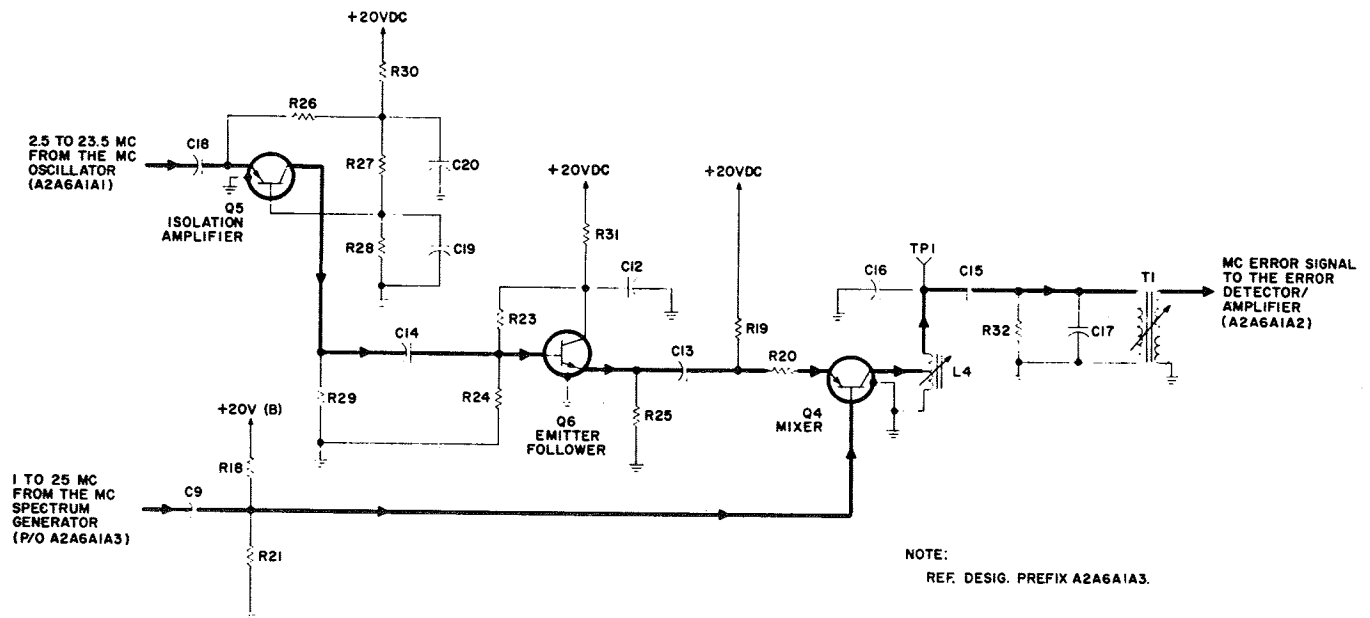 +20VDC
R30
R26
2.5 TO 23.5 MC
FROM THE MC
OSCILLATOR
(A2A6A1A1)
C18
R27
C20
Q5
ISOLATION
AMPLIFIER
R28
C19
+20VDC
+20VDC
R31
C12
R23
C14
R19
C13
R20
Q4
MIXER
R29
R24
Q6
EMITTER
FOLLOWER
R25
TP1
C16
C15
R32
C17
T1
L4
MC ERROR SIGNAL
TO THE ERROR
DETECTOR/
AMPLIFIER
(A2A6A1A2)
+20V (B)
R18
1 TO 25 MC
FROM THE MC
SPECTRUM
GENERATOR
(P/O A2A6A1A3)
C9
R21
NOTE:
REF. DESIG. PREFIX A2A6A1A3.